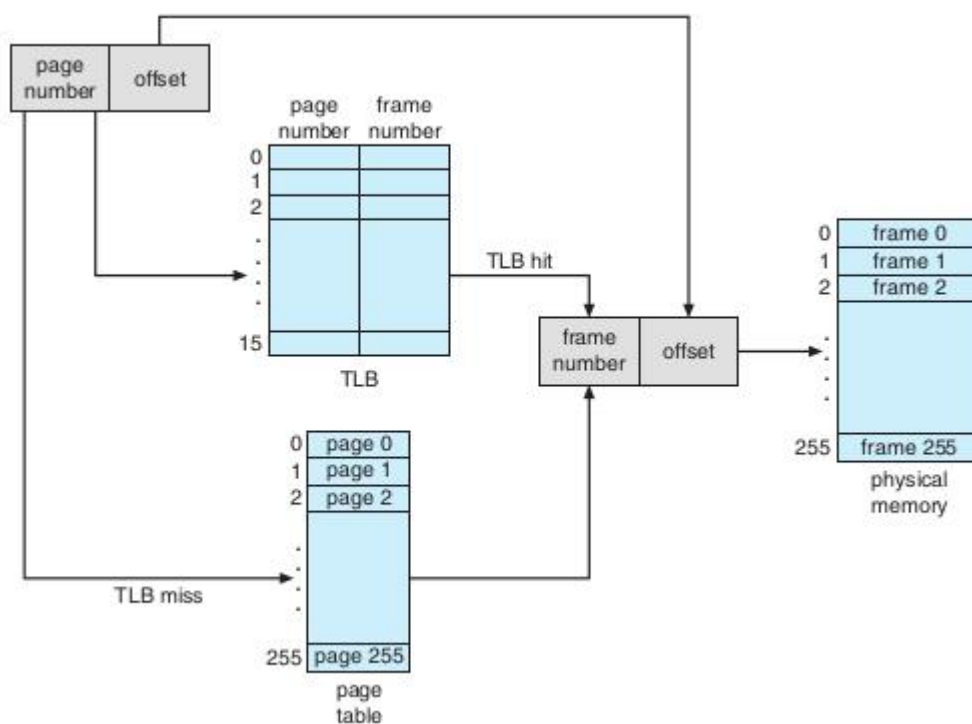 page
number
offset
page
number
frame
number
0
1
2
.
.
.
.
15
TLB
TLB hit
frame
number
offset
0 frame 0
1 frame 1
2 frame 2
.
.
.
.
255 frame 255
physical
memory
0 page 0
1 page 1
2 page 2
.
.
.
.
255 page 255
page
table
TLB miss